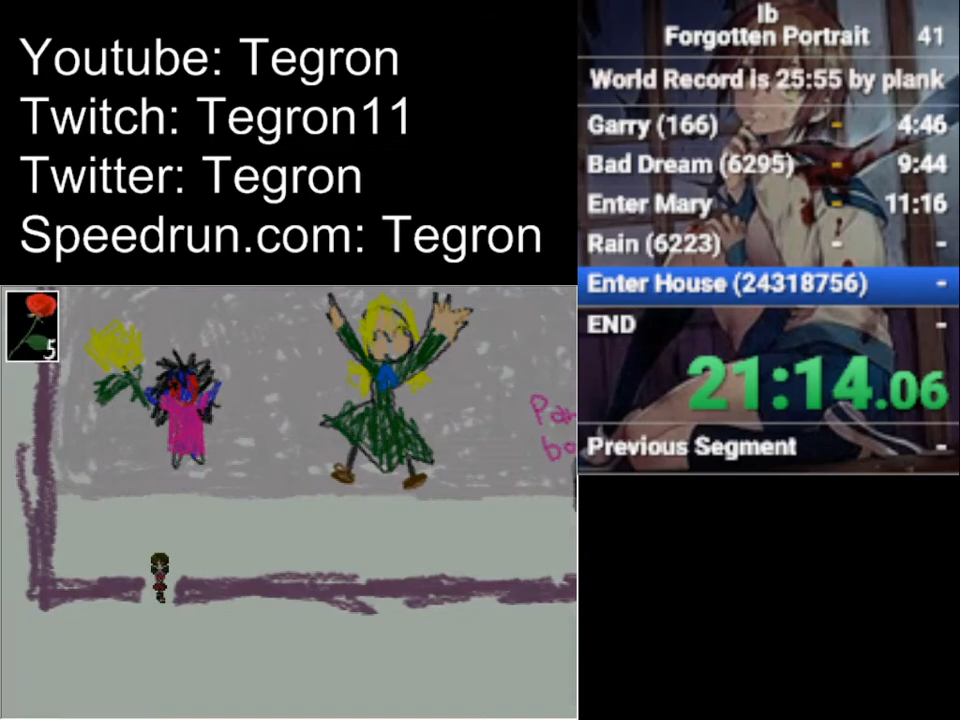 Youtube: Tegron
Twitch: Tegron11
Twitter: Tegron
Speedrun.com: Tegron
Ib
Forgotten Portrait 41
World Record is 25:55 by plank
Garry (166) - 4:46
Bad Dream (6295) - 9:44
Enter Mary - 11:16
Rain (6223) - -
Enter House (24318756) -
END -
21:14.06
Previous Segment -
5